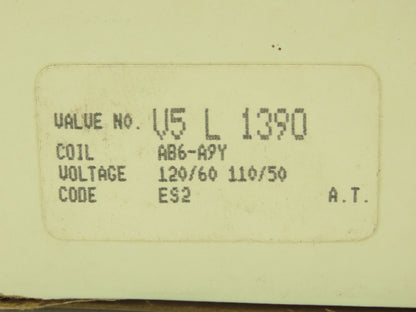 VALVE NO. V5 L 1390
COIL AB6-A9Y
VOLTAGE 120/60 110/50
CODE ES2 A.T.